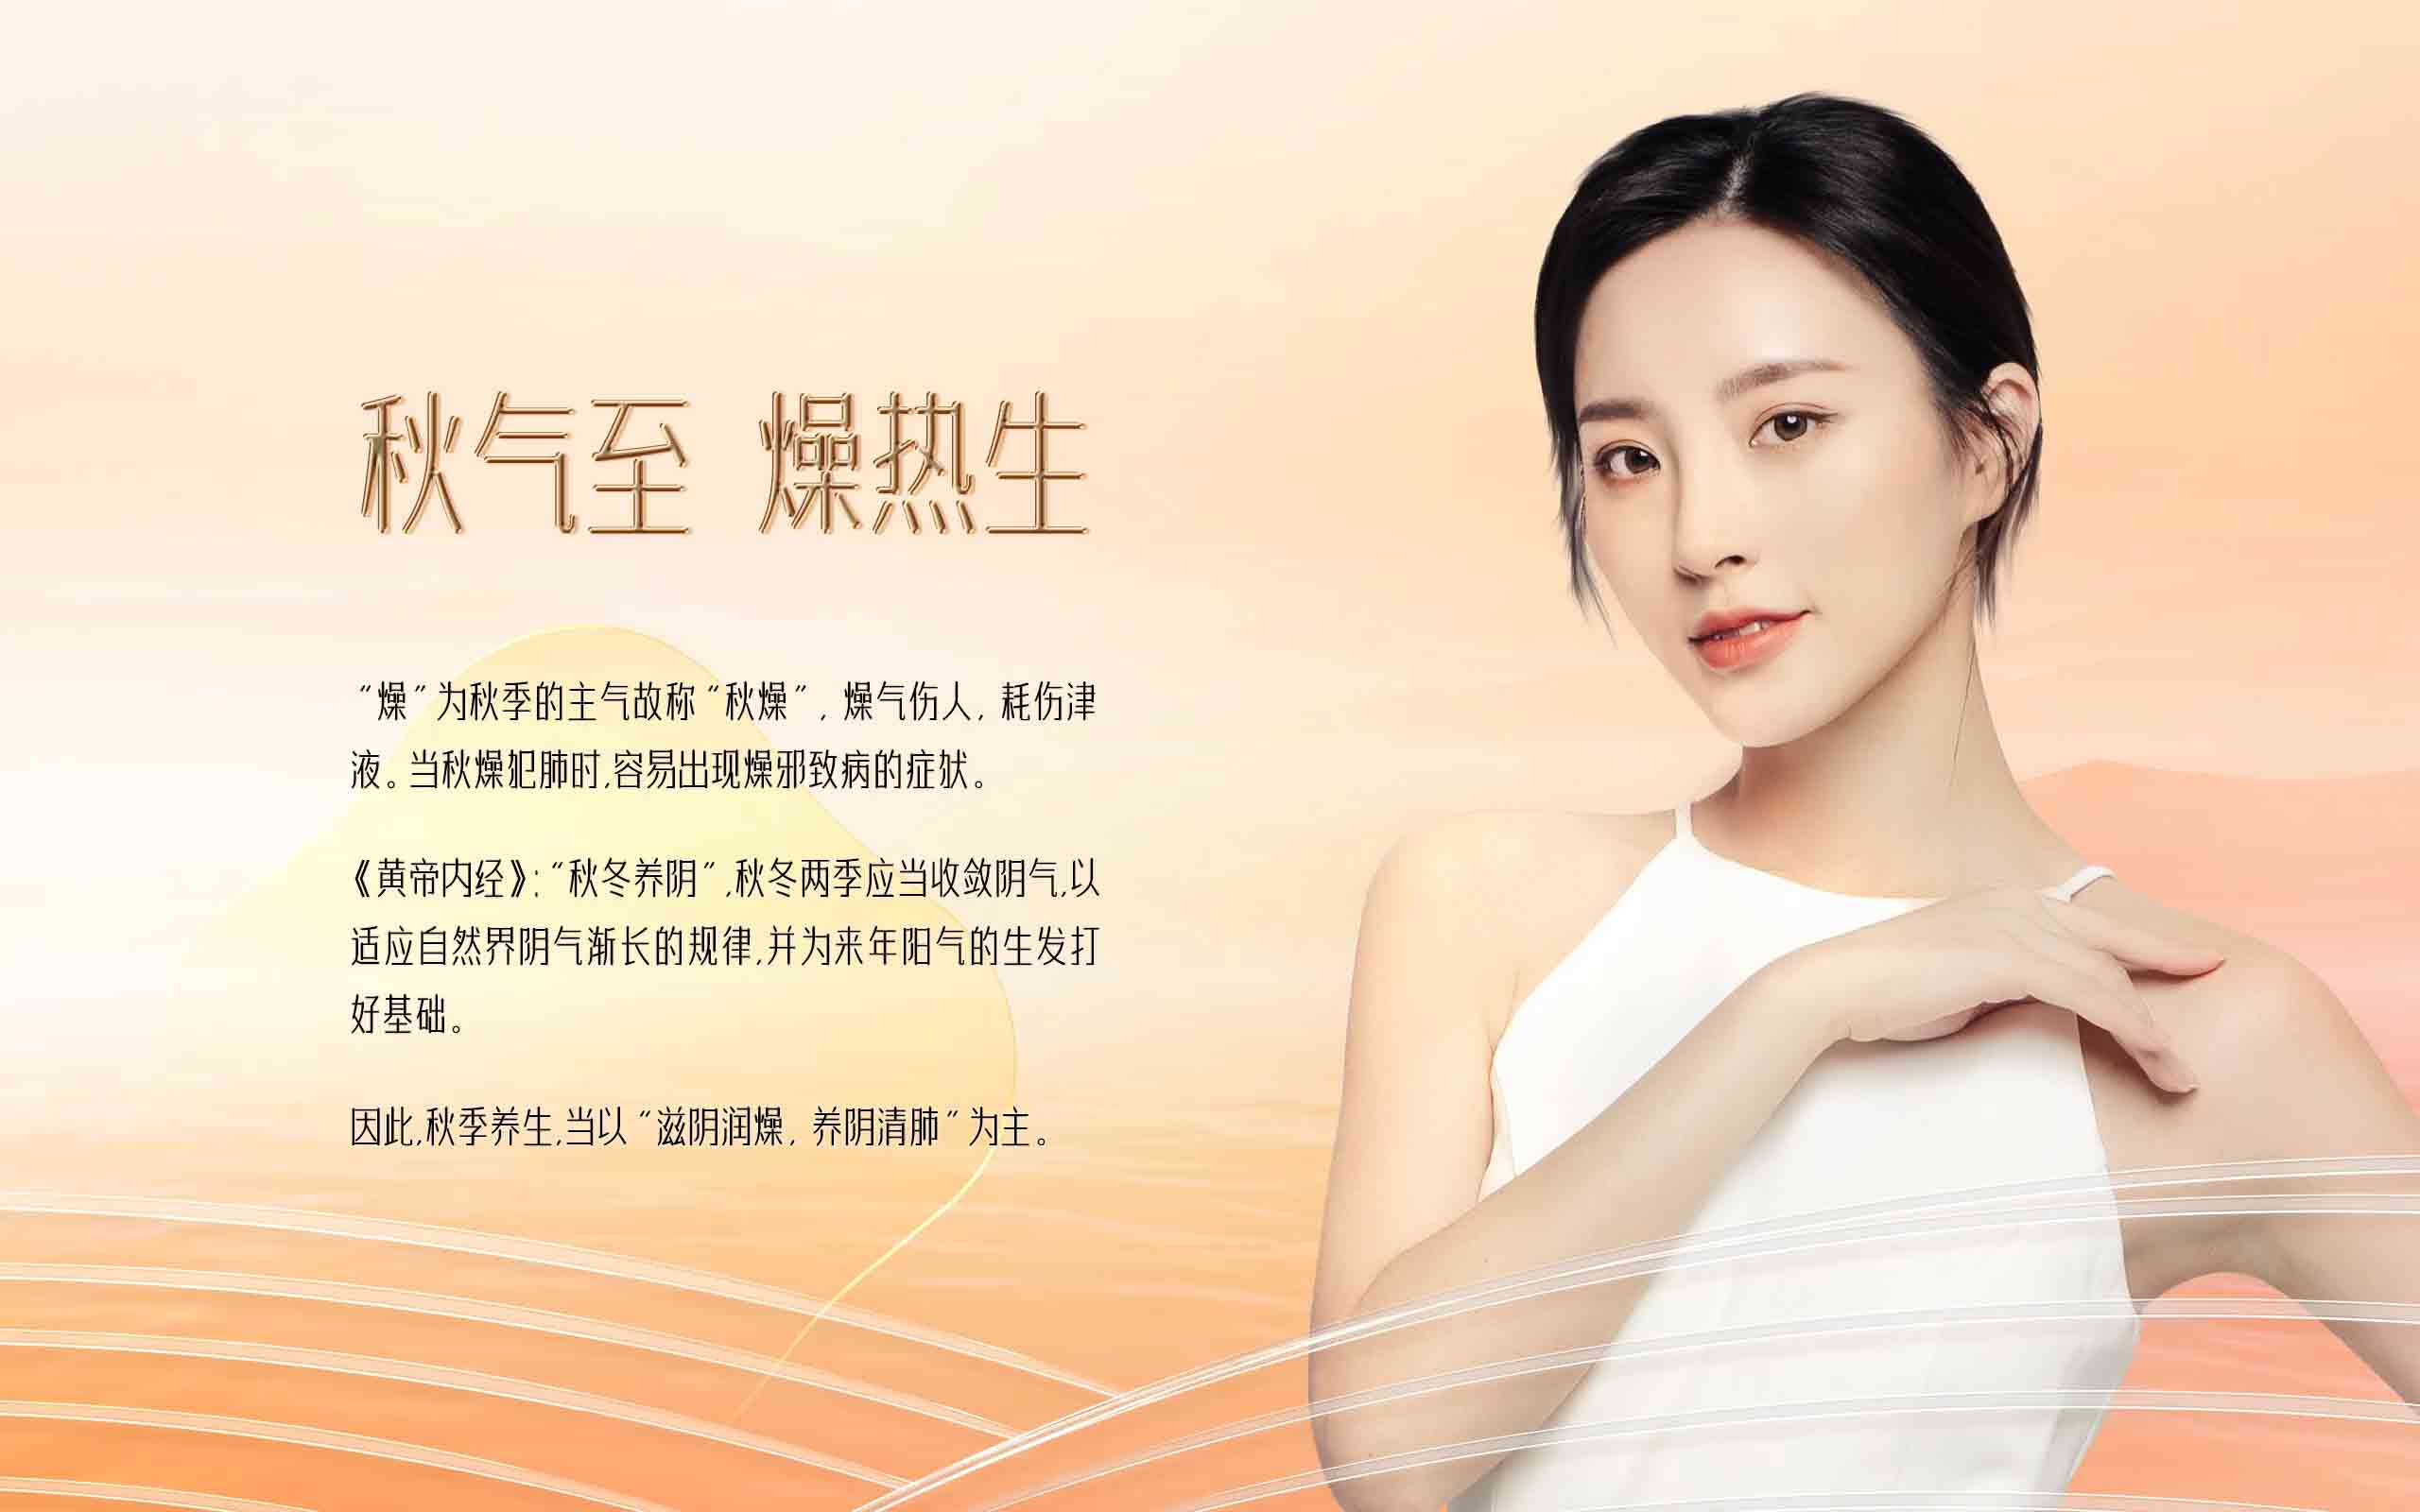 秋气至 燥热生
“燥”为秋季的主气故称“秋燥”, 燥气伤人, 耗伤津
液。当秋燥犯肺时,容易出现燥邪致病的症状。
《黄帝内经》:“秋冬养阴”,秋冬两季应当收敛阴气,以
适应自然界阴气渐长的规律,并为来年阳气的生发打
好基础。
因此,秋季养生,当以“滋阴润燥, 养阴清肺”为主。